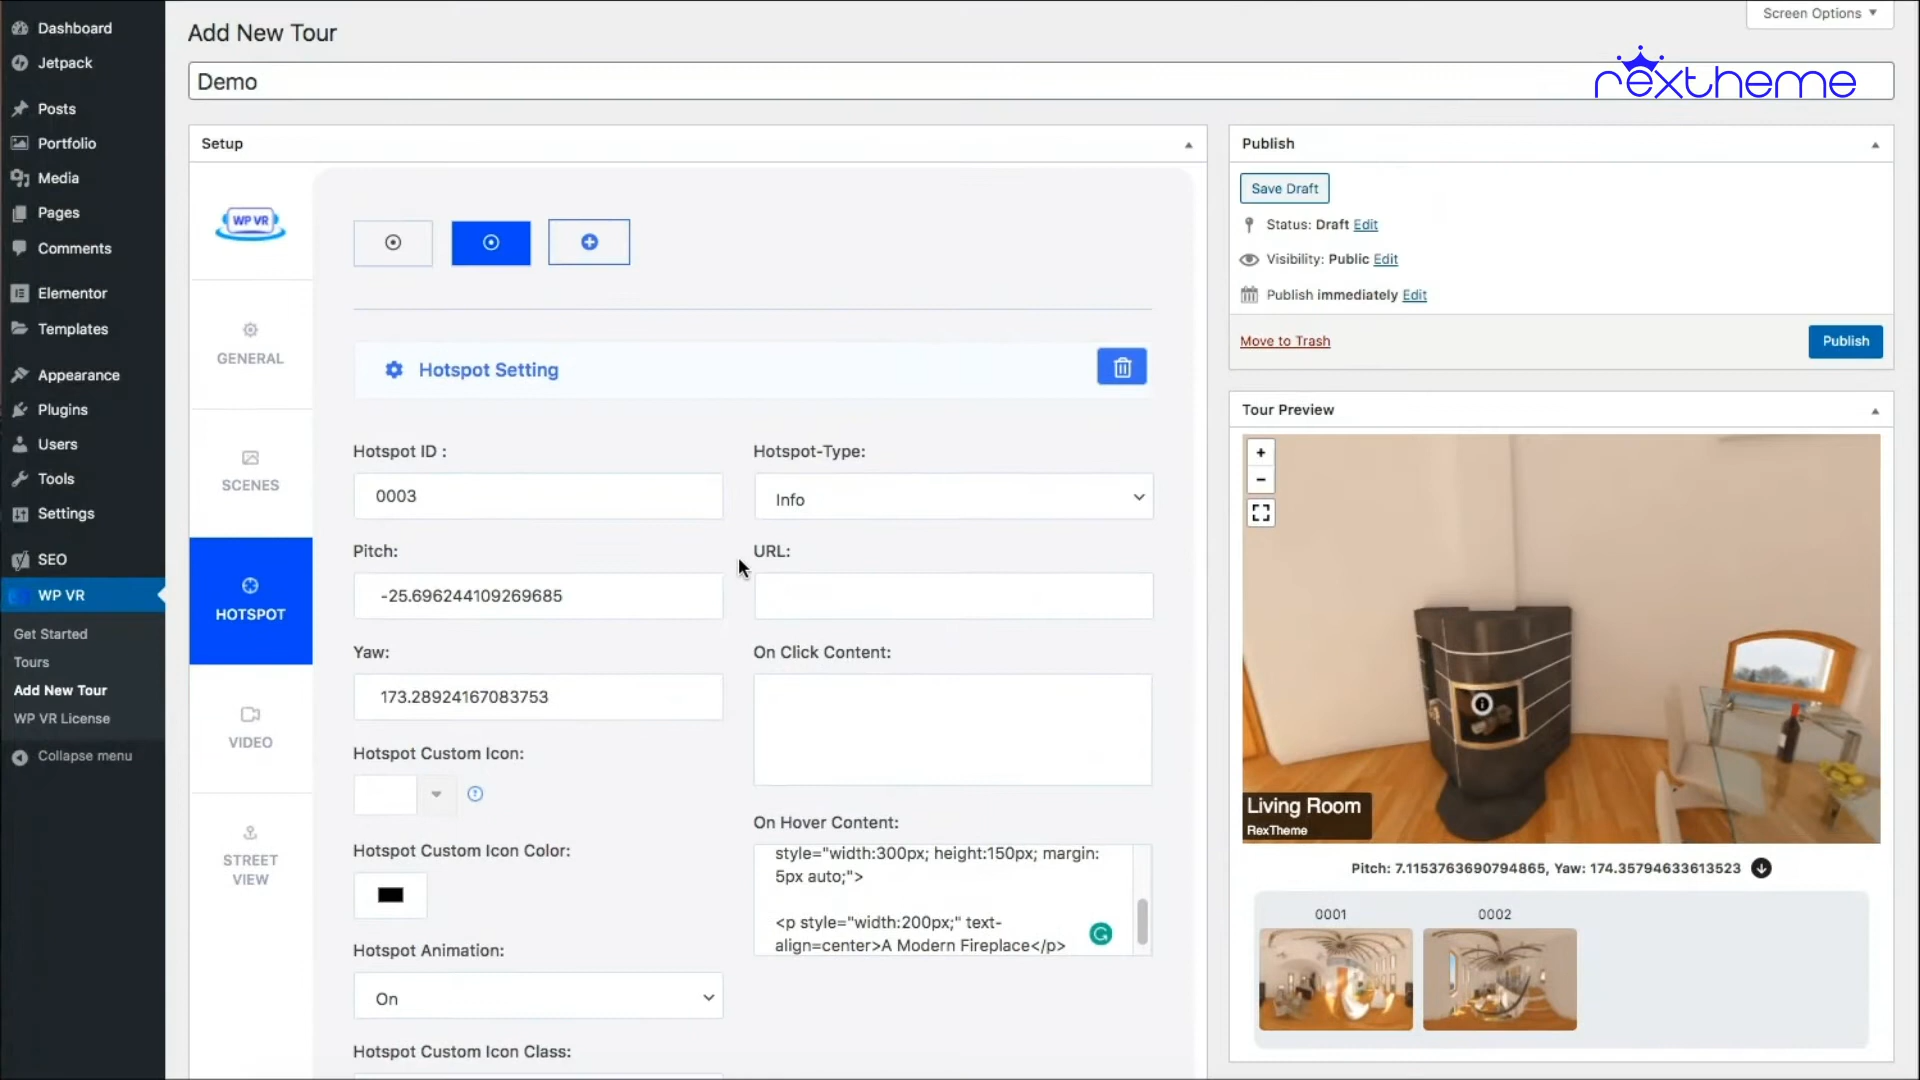 Dashboard
Jetpack
Posts
Portfolio
Media
Pages
Comments
Elementor
Templates
Appearance
Plugins
Users
Tools
Settings
SEO
WP VR
Get Started
Tours
Add New Tour
WP VR License
Collapse menu
Add New Tour
Screen Options
Demo
rextheme
Setup
WP VR
GENERAL
SCENES
HOTSPOT
VIDEO
STREET
VIEW
Hotspot Setting
Hotspot ID :
0003
Hotspot-Type:
Info
Pitch:
-25.696244109269685
URL:
Yaw:
173.28924167083753
On Click Content:
Hotspot Custom Icon:
Hotspot Custom Icon Color:
On Hover Content:
style="width:300px; height:150px; margin:
5px auto;">
<p style="width:200px;" text-
align=center>A Modern Fireplace</p>
Hotspot Animation:
On
Hotspot Custom Icon Class:
Publish
Save Draft
Status: Draft Edit
Visibility: Public Edit
Publish immediately Edit
Move to Trash
Publish
Tour Preview
+
−
Living Room
RexTheme
Pitch: 7.1153763690794865, Yaw: 174.35794633613523
0001
0002